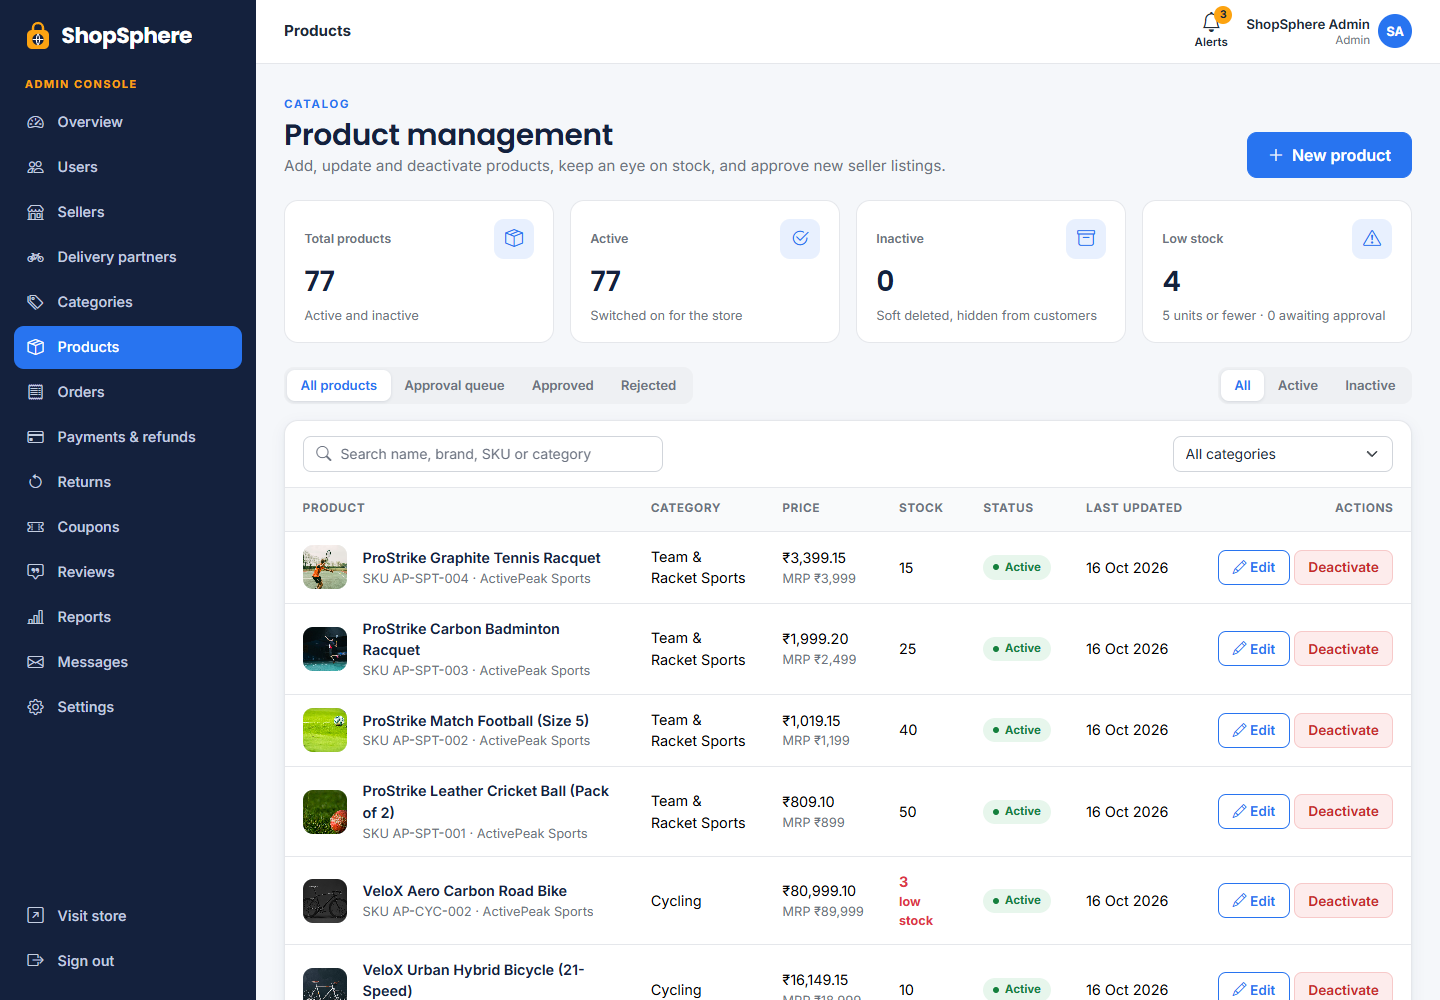 ShopSphere
ADMIN CONSOLE
Overview
Users
Sellers
Delivery partners
Categories
Products
Orders
Payments & refunds
Returns
Coupons
Reviews
Reports
Messages
Settings
Visit store
Sign out
Products
3
Alerts
ShopSphere Admin
Admin
SA
CATALOG
Product management
Add, update and deactivate products, keep an eye on stock, and approve new seller listings.
+ New product
Total products
77
Active and inactive
Active
77
Switched on for the store
Inactive
0
Soft deleted, hidden from customers
Low stock
4
5 units or fewer · 0 awaiting approval
All products Approval queue Approved Rejected
All Active Inactive
Search name, brand, SKU or category
All categories
PRODUCT CATEGORY PRICE STOCK STATUS LAST UPDATED ACTIONS
ProStrike Graphite Tennis Racquet
SKU AP-SPT-004 · ActivePeak Sports
Team &
Racket Sports
₹3,399.15
MRP ₹3,999
15
Active
16 Oct 2026
Edit
Deactivate
ProStrike Carbon Badminton
Racquet
SKU AP-SPT-003 · ActivePeak Sports
Team &
Racket Sports
₹1,999.20
MRP ₹2,499
25
Active
16 Oct 2026
Edit
Deactivate
ProStrike Match Football (Size 5)
SKU AP-SPT-002 · ActivePeak Sports
Team &
Racket Sports
₹1,019.15
MRP ₹1,199
40
Active
16 Oct 2026
Edit
Deactivate
ProStrike Leather Cricket Ball (Pack
of 2)
SKU AP-SPT-001 · ActivePeak Sports
Team &
Racket Sports
₹809.10
MRP ₹899
50
Active
16 Oct 2026
Edit
Deactivate
VeloX Aero Carbon Road Bike
SKU AP-CYC-002 · ActivePeak Sports
Cycling
₹80,999.10
MRP ₹89,999
3
low
stock
Active
16 Oct 2026
Edit
Deactivate
VeloX Urban Hybrid Bicycle (21-
Speed)
Cycling
₹16,149.15
MRP ₹18,999
10
Active
16 Oct 2026
Edit
Deactivate